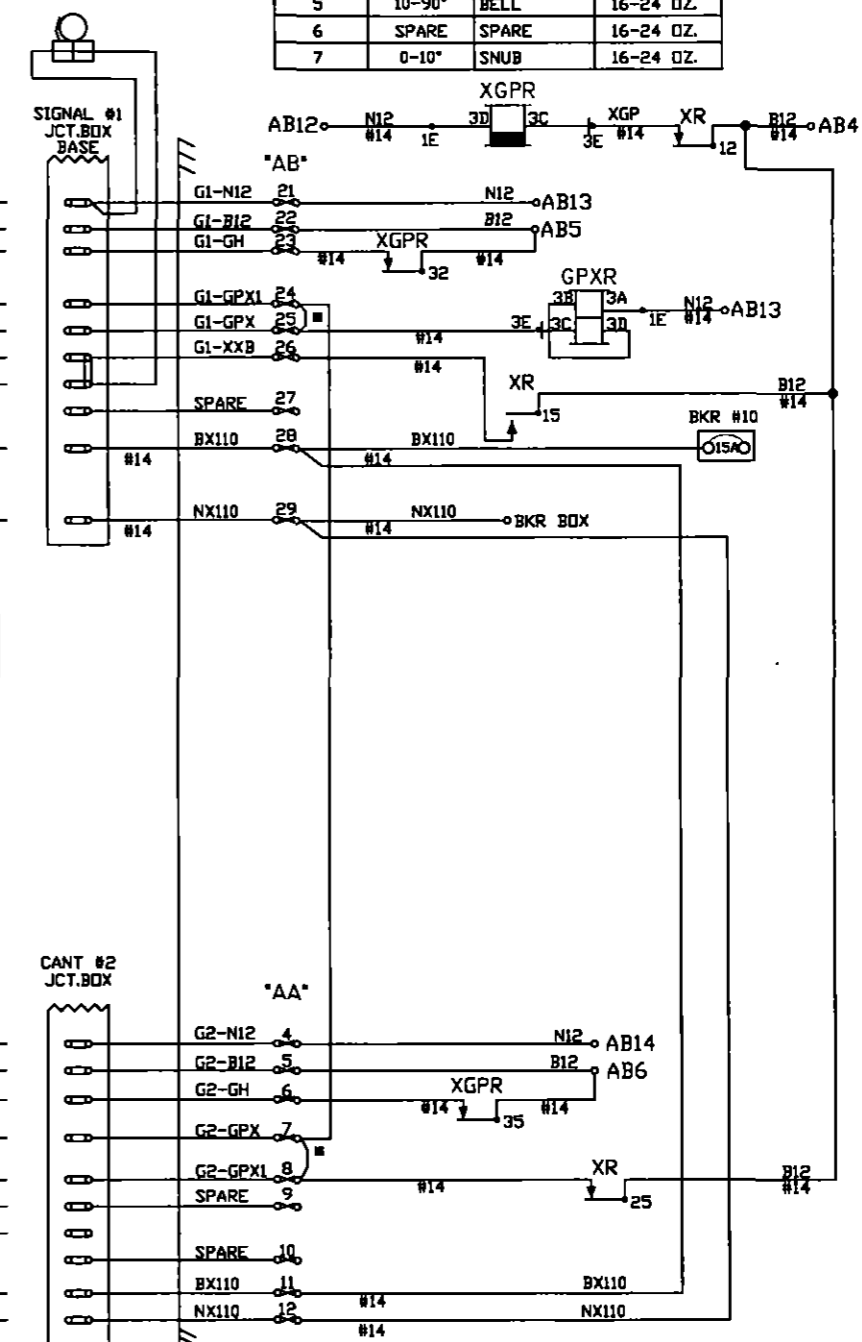 5 10-90° BELL 16-24 OZ.
6 SPARE SPARE 16-24 OZ.
7 0-10° SNUB 16-24 OZ.
SIGNAL #1
JCT.BOX
BASE
XGPR
AB12 N12 #14 1E 3D 3C 3E XGP #14 XR 12 B12 AB4
"AB"
G1-N12 21 N12 AB13
G1-B12 22 B12 AB5
G1-GH 23 #14 XGPR 32 #14
GPXR
G1-GPX1 24 3B 3A 1E N12 #14 AB13
G1-GPX 25 #14 3E 3C 3D
G1-XXB 26 #14
XR 15 B12 #14
SPARE 27
BKR #10
BX110 28 BX110 15A
#14 #14
NX110 29 NX110 BKR BOX
#14 #14
CANT #2
JCT.BOX
"AA"
G2-N12 4 N12 AB14
G2-B12 5 B12 AB6
G2-GH 6 XGPR #14 35 #14
G2-GPX 7
G2-GPX1 8 #14 XR 25 B12 #14
SPARE 9
SPARE 10
BX110 11 #14 BX110
NX110 12 #14 NX110